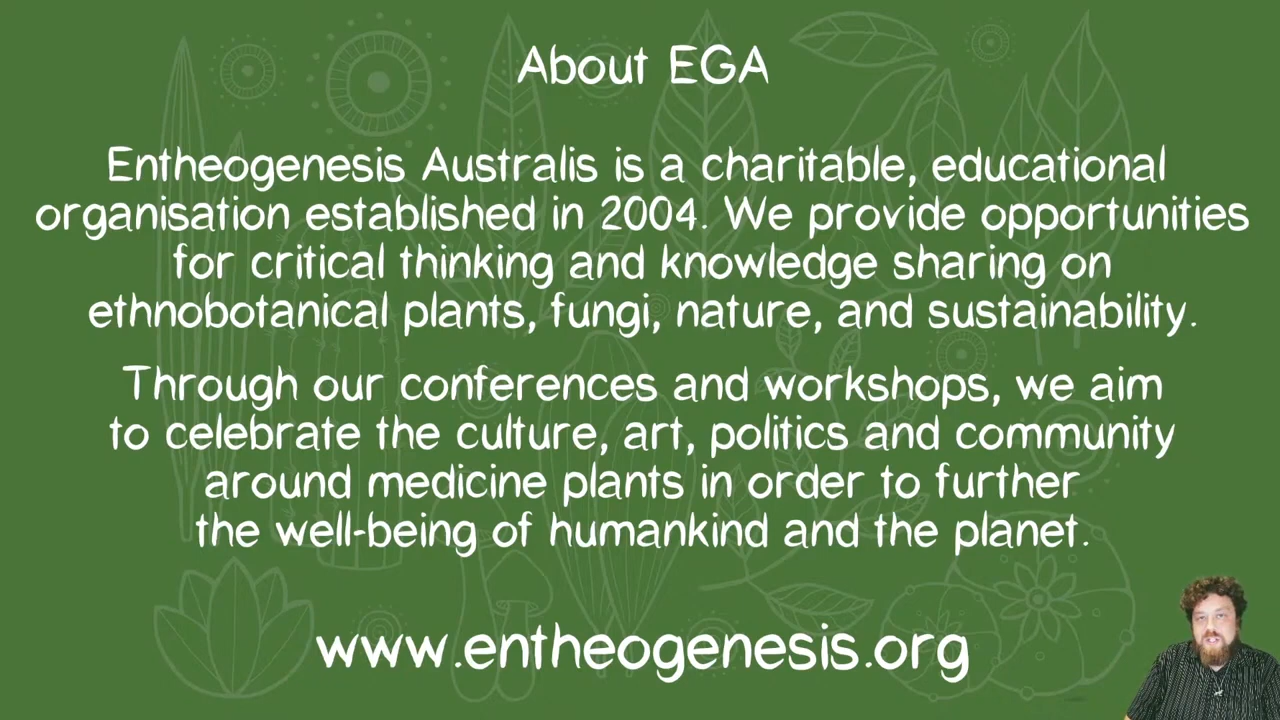 About EGA
Entheogenesis Australis is a charitable, educational
organisation established in 2004. We provide opportunities
for critical thinking and knowledge sharing on
ethnobotanical plants, fungi, nature, and sustainability.
Through our conferences and workshops, we aim
to celebrate the culture, art, politics and community
around medicine plants in order to further
the well-being of humankind and the planet.
www.entheogenesis.org